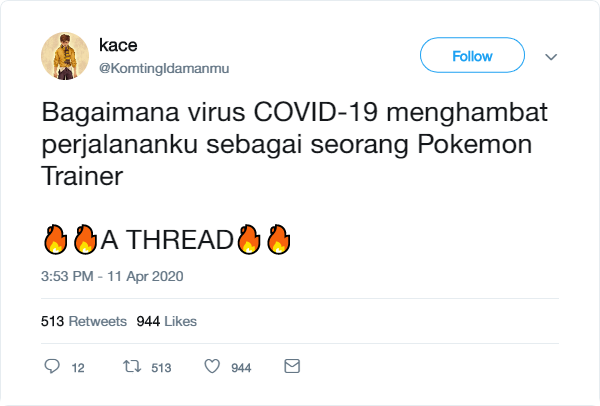 kace
@KomtingIdamanmu
Follow
Bagaimana virus COVID-19 menghambat
perjalananku sebagai seorang Pokemon
Trainer
🔥🔥A THREAD🔥🔥
3:53 PM - 11 Apr 2020
513 Retweets 944 Likes
12 513 944